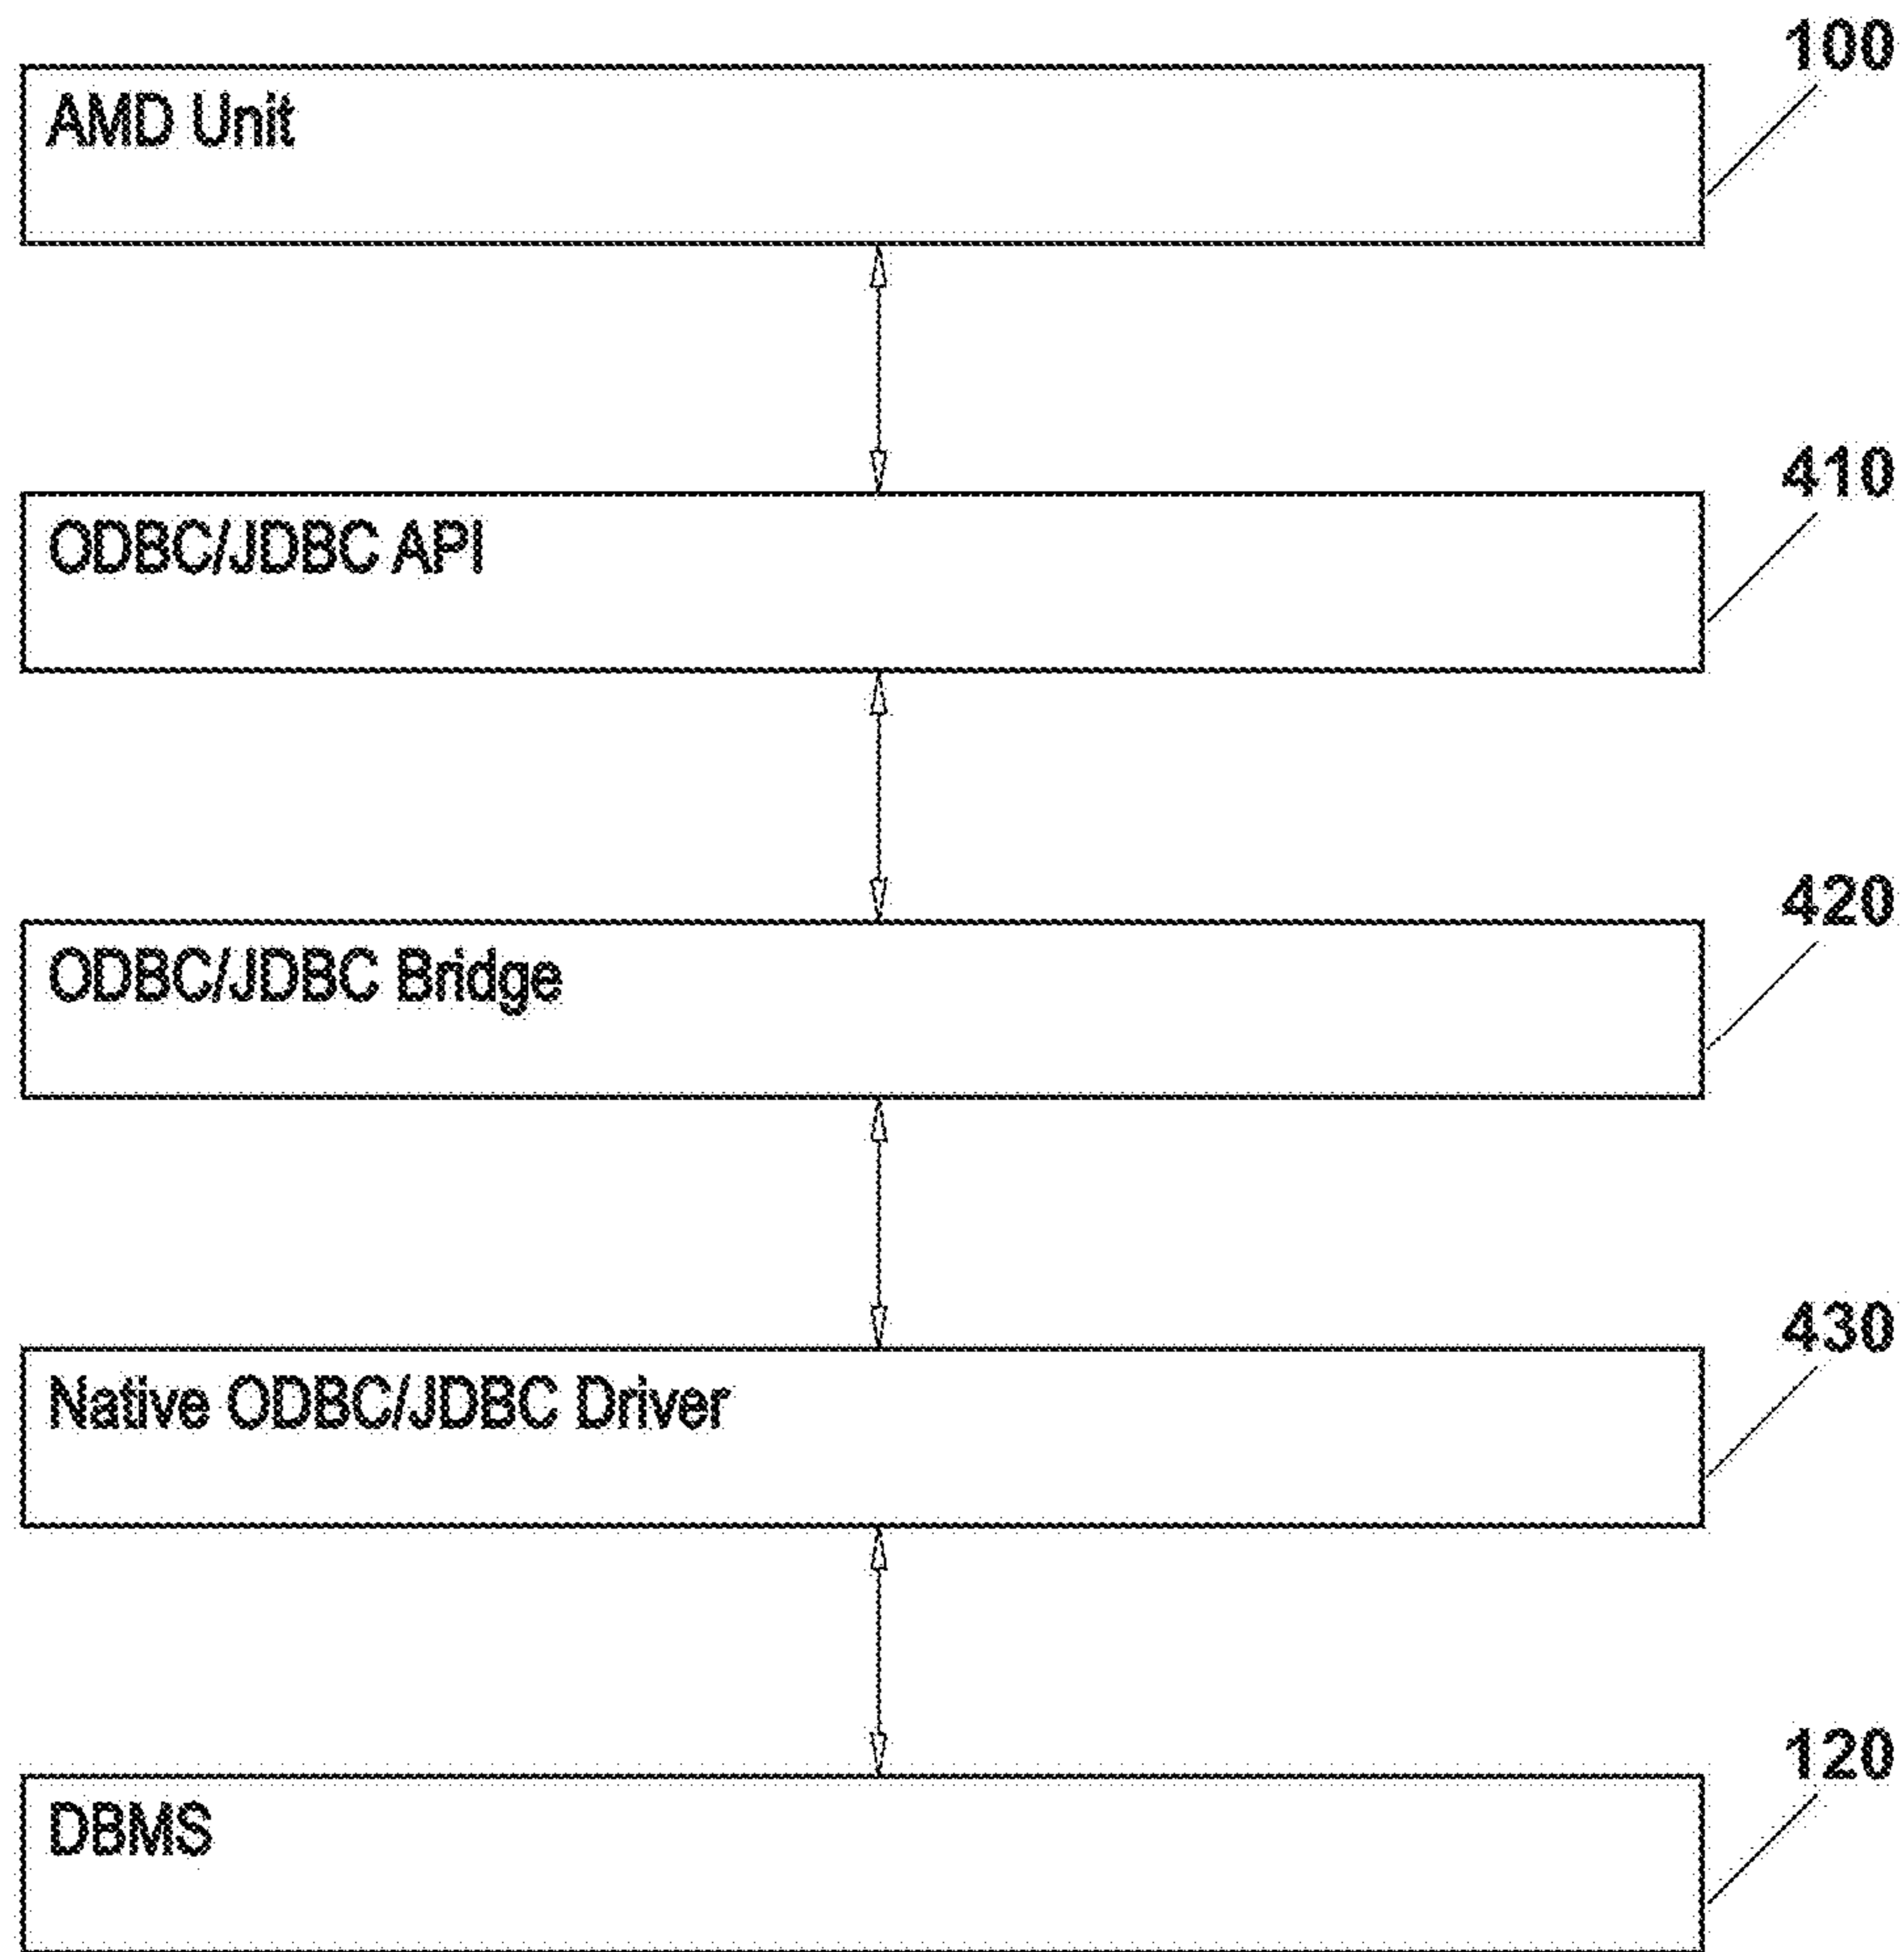 100
AMD Unit
410
ODBC/JDBC API
420
ODBC/JDBC Bridge
430
Native ODBC/JDBC Driver
120
DBMS